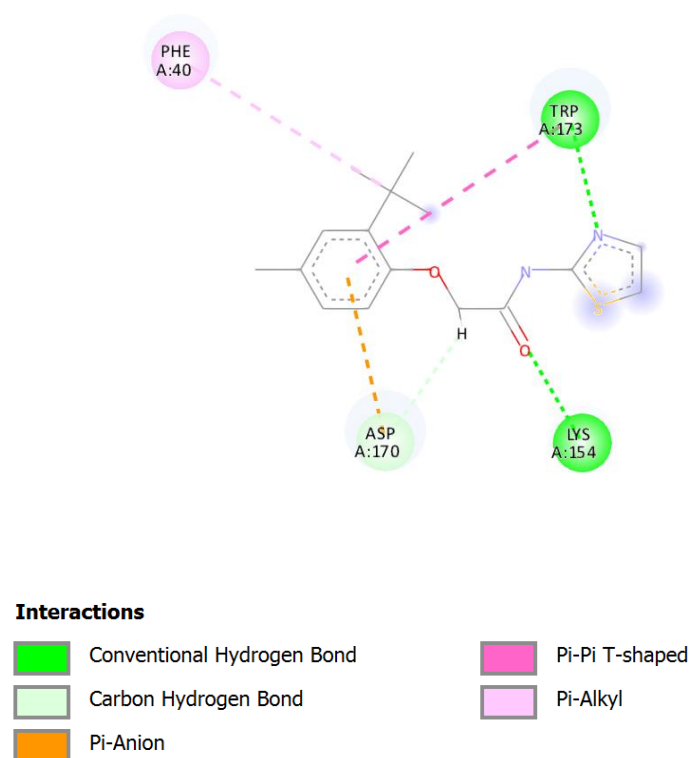 PHE
A:40
TRP
A:173
N
O
N
S
H
O
ASP
A:170
LYS
A:154
Interactions
Conventional Hydrogen Bond
Carbon Hydrogen Bond
Pi-Anion
Pi-Pi T-shaped
Pi-Alkyl